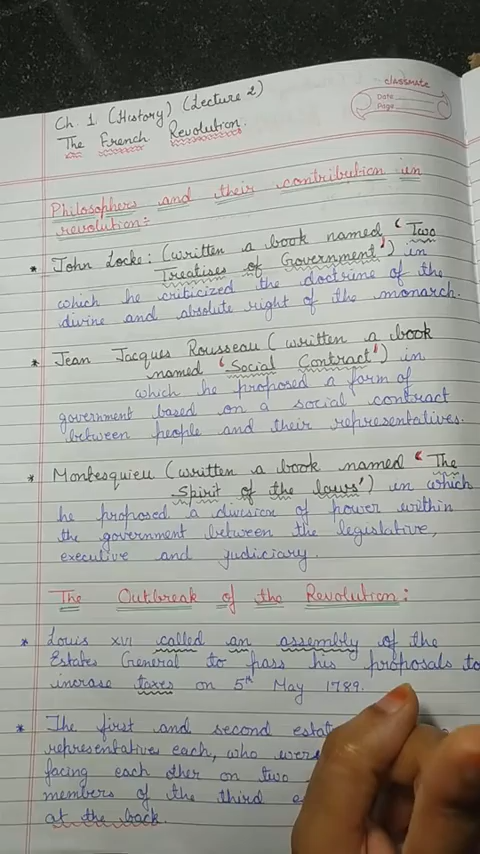 CLASSMATE
Date
Page
Ch 1 (History) (Lecture 2)
The French Revolution.
Philosophers and their contribution in
revolution:
* John Locke: (written a book named ' Two
Treatises of Government') in
which he criticized the doctrine of the
divine and absolute right of the monarch.
* Jean Jacques Rousseau (written a book
named 'Social Contract') in
which he proposed a form of
government based on a social contract
between people and their representatives.
* Montesquieu (written a book named ' The
Spirit of the laws') in which
he proposed a division of power within
the government between the legislative,
executive and judiciary.
The Outbreak of the Revolution:
* Louis XVI called an assembly of the
Estates General to pass his proposals to
increase taxes on 5th May 1789.
* The first and second
representatives each, who
facing each other on two
members of the third
at the back.